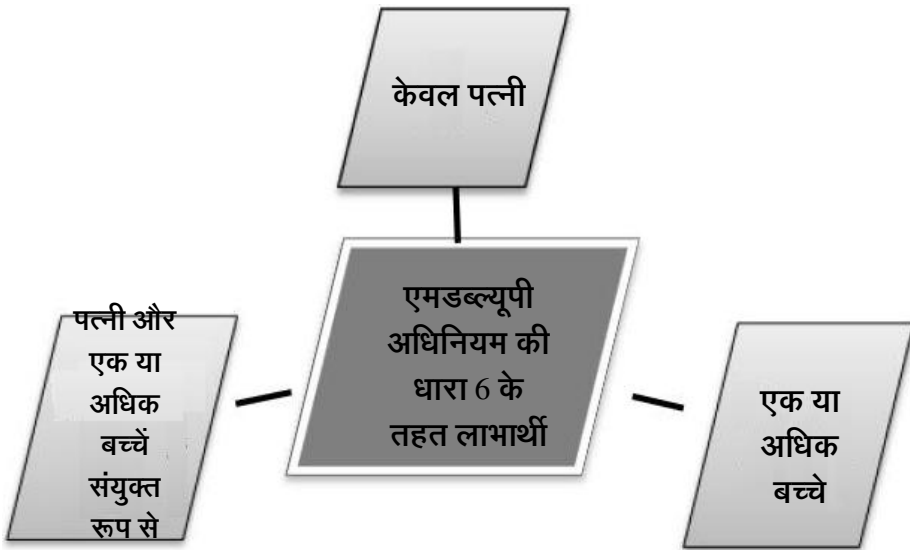 केवल पत्नी
एमडब्ल्यूपी
अधिनियम की
धारा 6 के
तहत लाभार्थी
पत्नी और
एक या
अधिक
बच्चें
संयुक्त
रूप से
एक या
अधिक
बच्चे